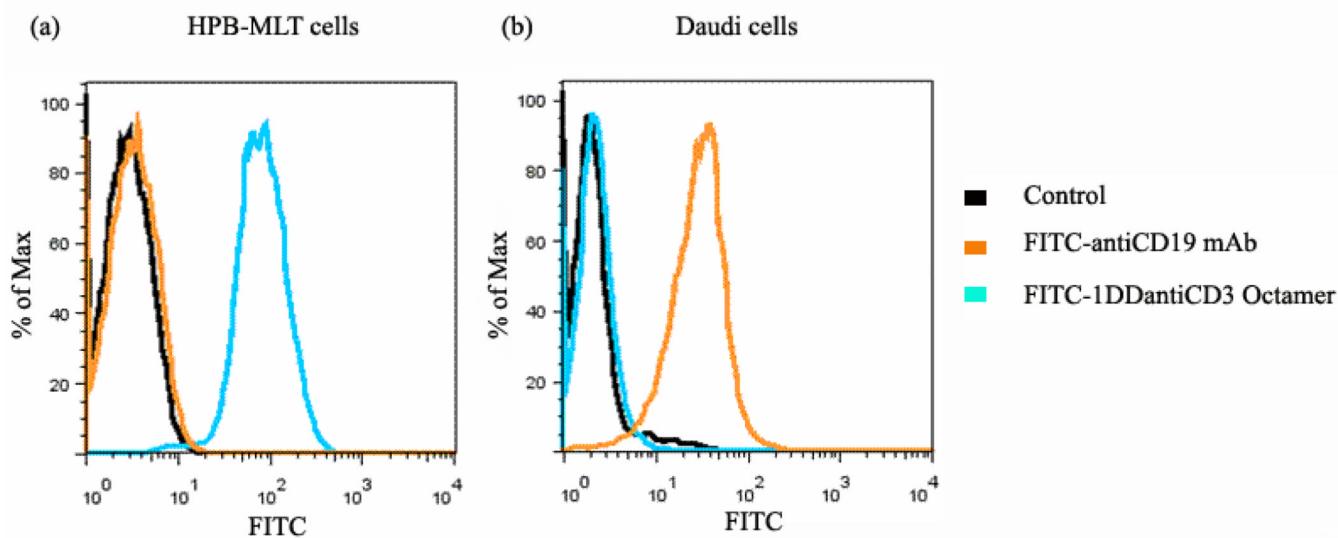 (a) HPB-MLT cells
(b) Daudi cells
% of Max
100
80
60
40
20
10^0 10^1 10^2 10^3 10^4
FITC
% of Max
100
80
60
40
20
10^0 10^1 10^2 10^3 10^4
FITC
Control
FITC-antiCD19 mAb
FITC-1DDantiCD3 Octamer